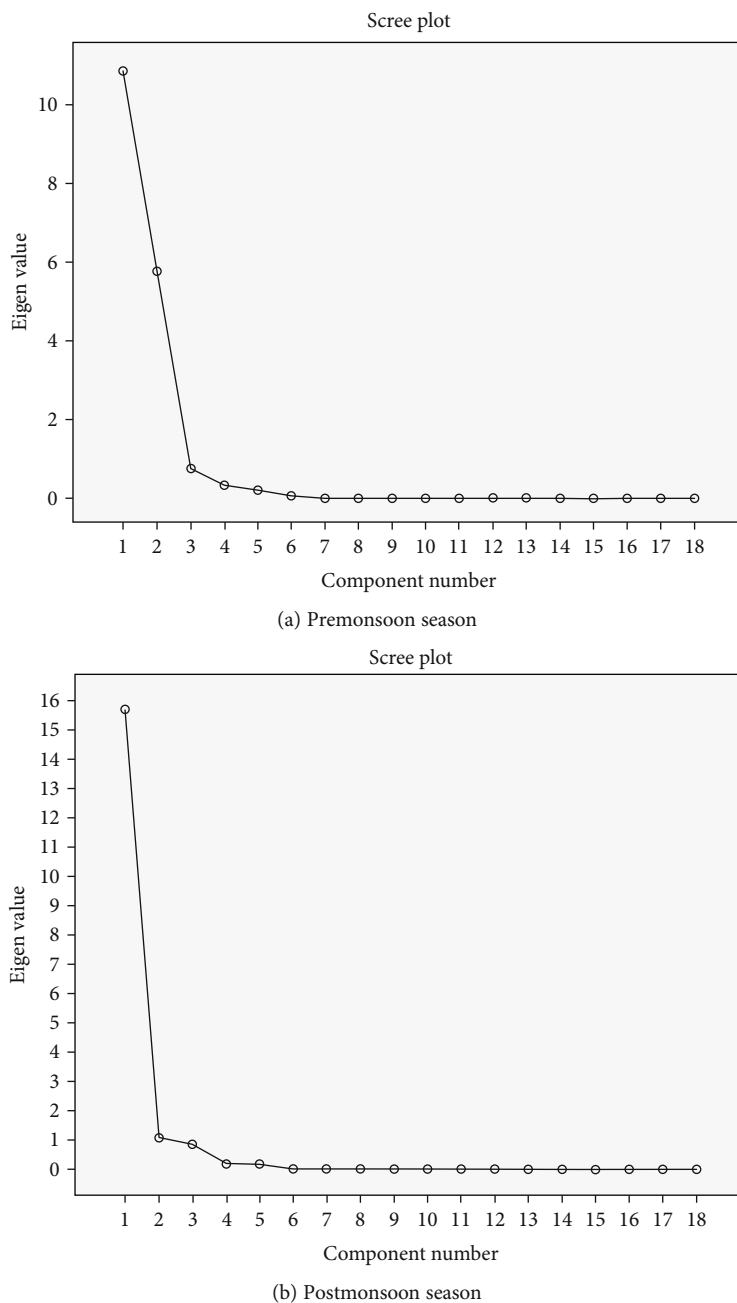 Scree plot
10
8
6
4
2
0
Eigen value
1 2 3 4 5 6 7 8 9 10 11 12 13 14 15 16 17 18
Component number
(a) Premonsoon season
Scree plot
16
15
14
13
12
11
10
9
8
7
6
5
4
3
2
1
0
Eigen value
1 2 3 4 5 6 7 8 9 10 11 12 13 14 15 16 17 18
Component number
(b) Postmonsoon season